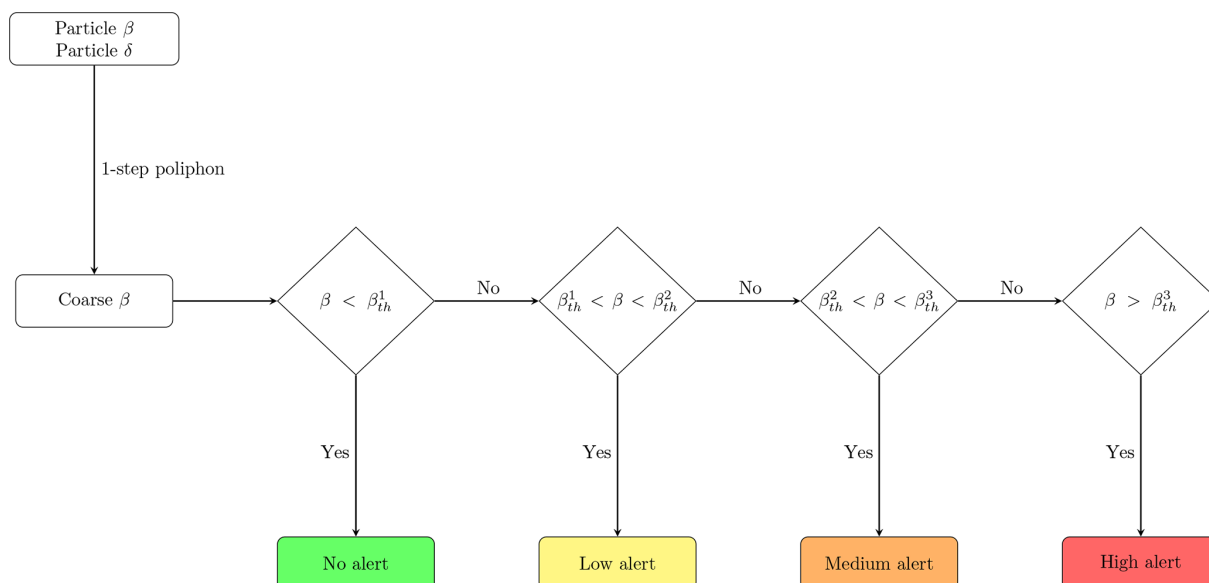 Particle β
Particle δ
1-step poliphon
Coarse β
β < β¹ₜₕ
No
β¹ₜₕ < β < β²ₜₕ
No
β²ₜₕ < β < β³ₜₕ
No
β > β³ₜₕ
Yes
Yes
Yes
Yes
No alert
Low alert
Medium alert
High alert